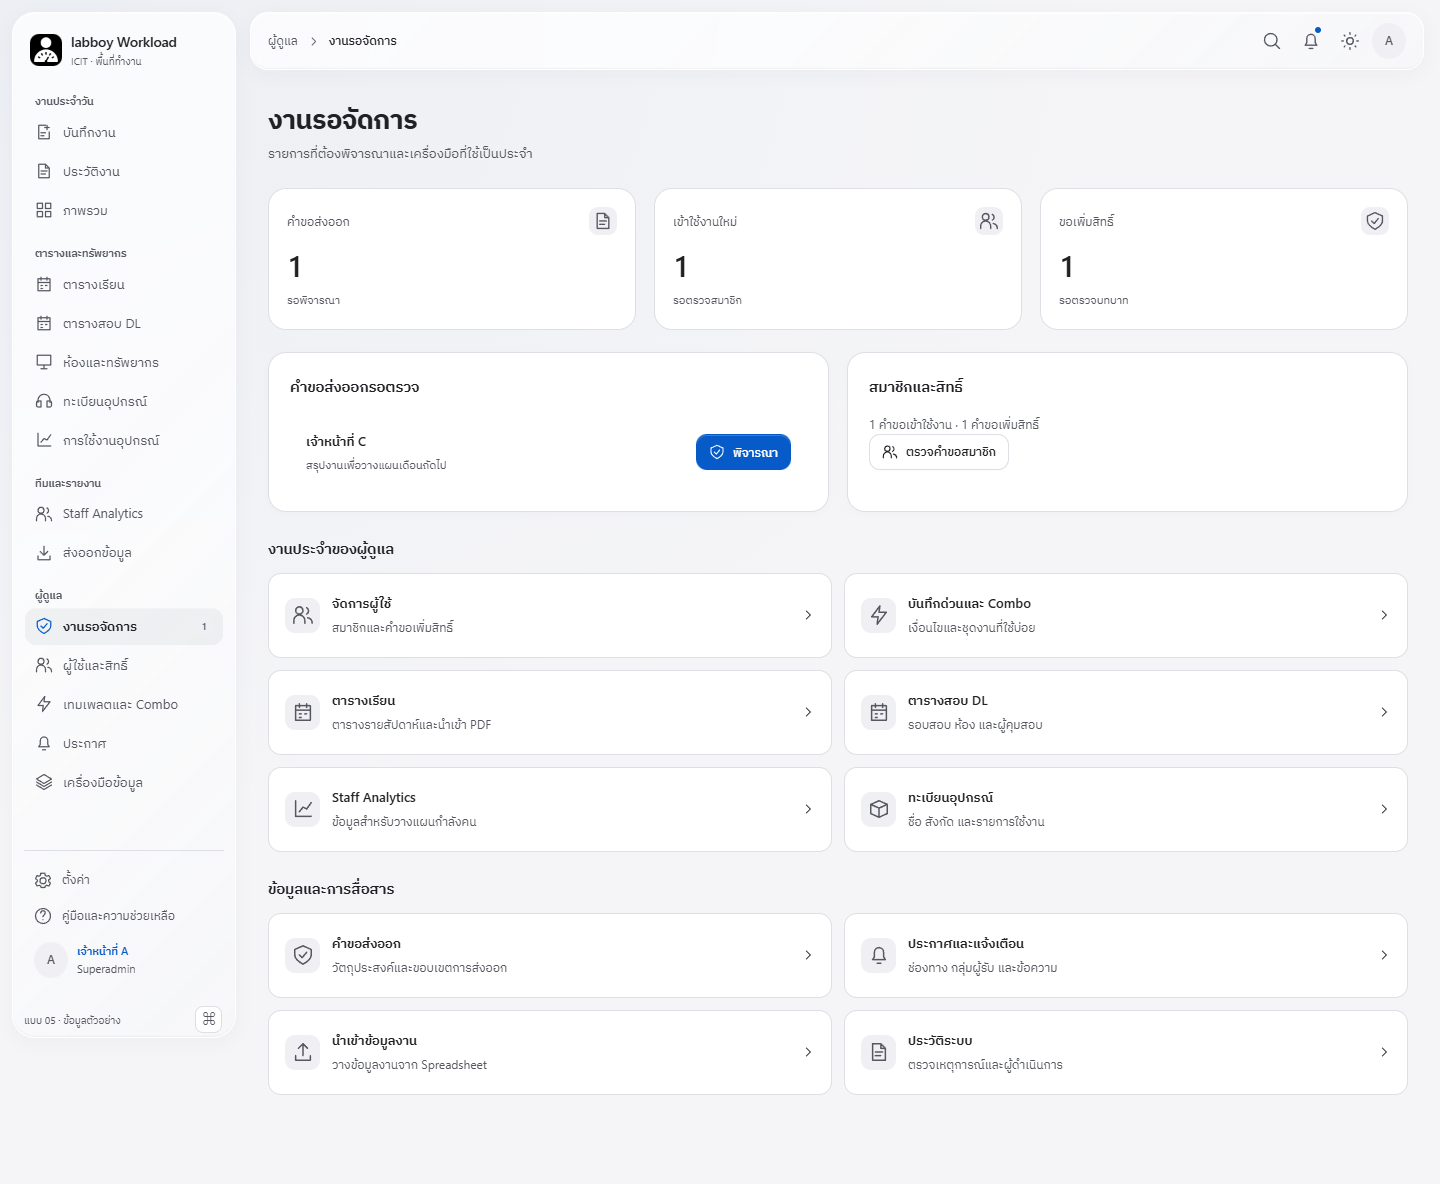 labboy Workload
ICIT · พื้นที่ทำงาน
งานประจำวัน
บันทึกงาน
ประวัติงาน
ภาพรวม
ตารางและทรัพยากร
ตารางเรียน
ตารางสอบ DL
ห้องและทรัพยากร
ทะเบียนอุปกรณ์
การใช้งานอุปกรณ์
ทีมและรายงาน
Staff Analytics
ส่งออกข้อมูล
ผู้ดูแล
งานรอจัดการ 1
ผู้ใช้และสิทธิ์
เทมเพลตและ Combo
ประกาศ
เครื่องมือข้อมูล
ตั้งค่า
คู่มือและความช่วยเหลือ
A
เจ้าหน้าที่ A
Superadmin
แบบ 05 · ข้อมูลตัวอย่าง
ผู้ดูแล > งานรอจัดการ
A
งานรอจัดการ
รายการที่ต้องพิจารณาและเครื่องมือที่ใช้เป็นประจำ
คำขอส่งออก
1
รอพิจารณา
เข้าใช้งานใหม่
1
รอตรวจสมาชิก
ขอเพิ่มสิทธิ์
1
รอตรวจบทบาท
คำขอส่งออกรอตรวจ
เจ้าหน้าที่ C
สรุปงานเพื่อวางแผนเดือนถัดไป
พิจารณา
สมาชิกและสิทธิ์
1 คำขอเข้าใช้งาน · 1 คำขอเพิ่มสิทธิ์
ตรวจคำขอสมาชิก
งานประจำของผู้ดูแล
จัดการผู้ใช้
สมาชิกและคำขอเพิ่มสิทธิ์
บันทึกด่วนและ Combo
เงื่อนไขและชุดงานที่ใช้บ่อย
ตารางเรียน
ตารางรายสัปดาห์และนำเข้า PDF
ตารางสอบ DL
รอบสอบ ห้อง และผู้คุมสอบ
Staff Analytics
ข้อมูลสำหรับวางแผนกำลังคน
ทะเบียนอุปกรณ์
ชื่อ สังกัด และรายการใช้งาน
ข้อมูลและการสื่อสาร
คำขอส่งออก
วัตถุประสงค์และขอบเขตการส่งออก
ประกาศและแจ้งเตือน
ช่องทาง กลุ่มผู้รับ และข้อความ
นำเข้าข้อมูลงาน
วางข้อมูลงานจาก Spreadsheet
ประวัติระบบ
ตรวจเหตุการณ์และผู้ดำเนินการ